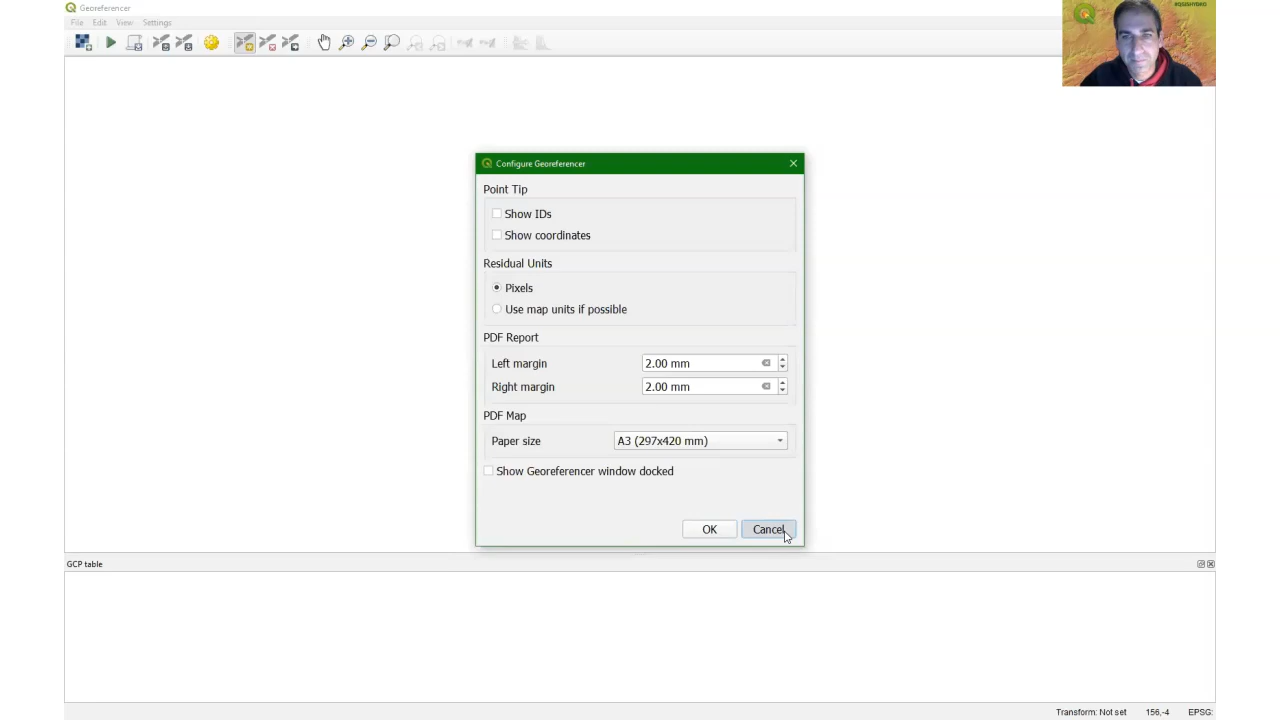 Georeferencer
File Edit View Settings
#QGISHYDRO
Configure Georeferencer
Point Tip
Show IDs
Show coordinates
Residual Units
Pixels
Use map units if possible
PDF Report
Left margin 2.00 mm
Right margin 2.00 mm
PDF Map
Paper size A3 (297x420 mm)
Show Georeferencer window docked
OK Cancel
GCP table
Transform: Not set 156,-4 EPSG: